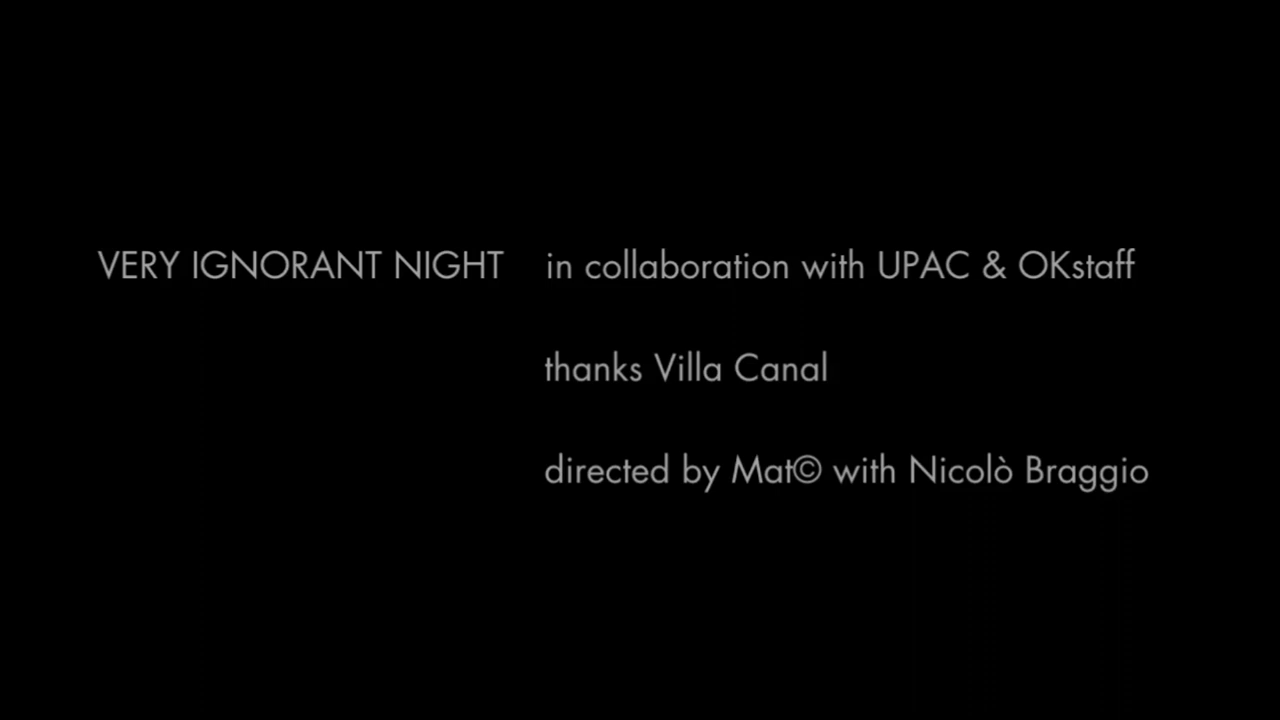 VERY IGNORANT NIGHT in collaboration with UPAC & OKstaff
thanks Villa Canal
directed by Mat© with Nicolò Braggio